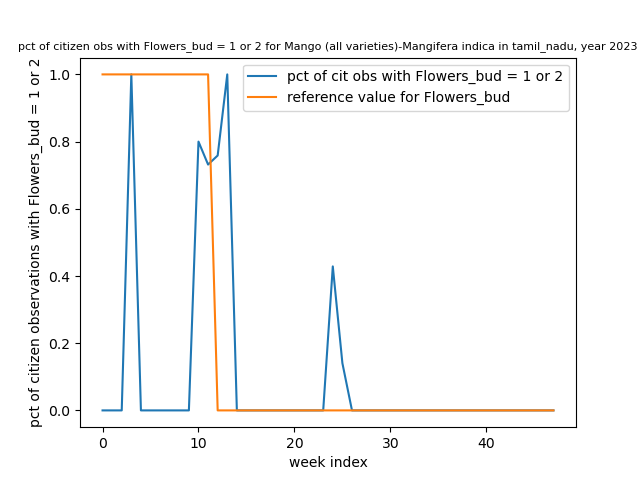 pct of citizen obs with Flowers_bud = 1 or 2 for Mango (all varieties)-Mangifera indica in tamil_nadu, year 2023
pct of cit obs with Flowers_bud = 1 or 2
reference value for Flowers_bud
pct of citizen observations with Flowers_bud = 1 or 2
1.0
0.8
0.6
0.4
0.2
0.0
0 10 20 30 40
week index